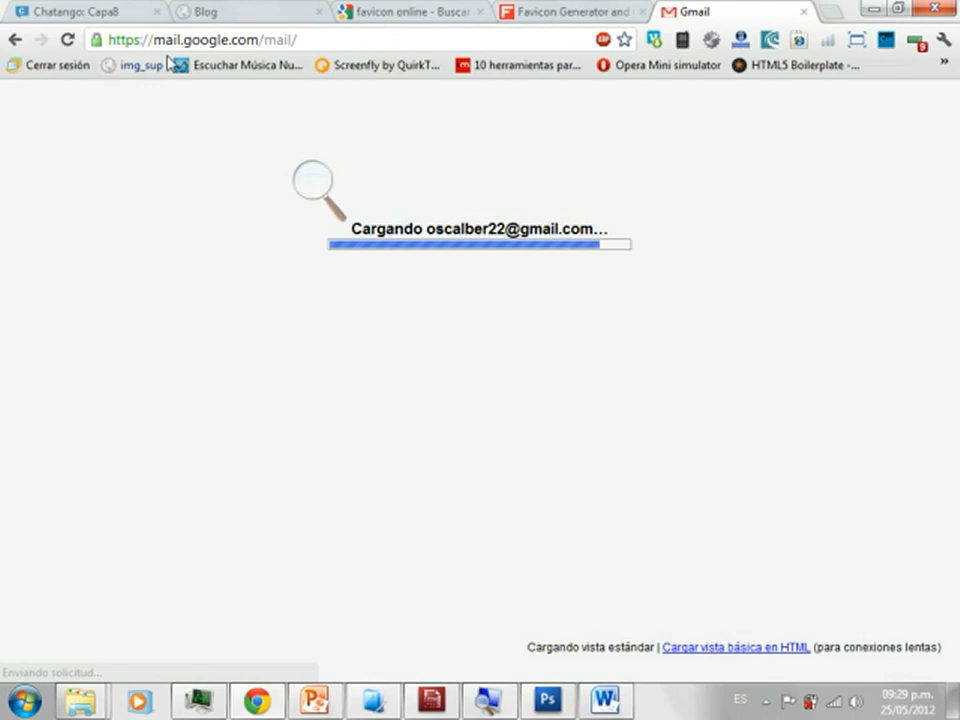 Chatango: Capa8
Blog
favicon online - Buscar
Favicon Generator and
Gmail
https://mail.google.com/mail/
Cerrar sesión
img_sup
Escuchar Música Nu...
Screenfly by QuirkT...
10 herramientas par...
Opera Mini simulator
HTML5 Boilerplate -...
»
Cargando oscalber22@gmail.com...
Cargando vista estándar | Cargar vista básica en HTML (para conexiones lentas)
Enviando solicitud...
ES
09:29 p.m.
25/05/2012